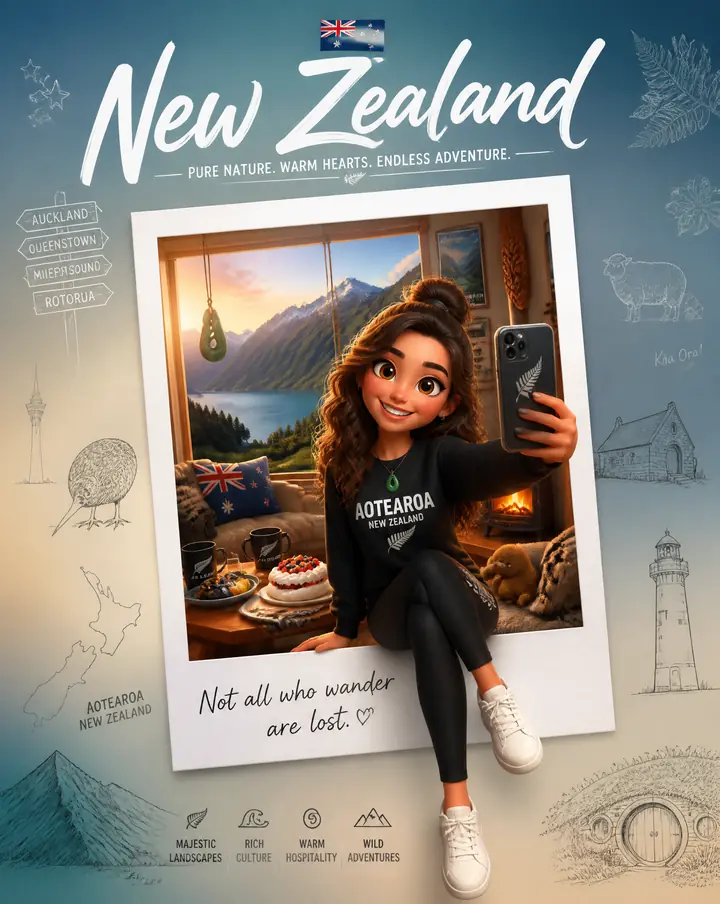 New Zealand
PURE NATURE. WARM HEARTS. ENDLESS ADVENTURE.
AUCKLAND
QUEENSTOWN
ROTORUA
Kia Ora!
AOTEAROA
NEW ZEALAND
Not all who wander
are lost.
AOTEAROA
NEW ZEALAND
MAJESTIC
LANDSCAPES
RICH
CULTURE
WARM
HOSPITALITY
WILD
ADVENTURES